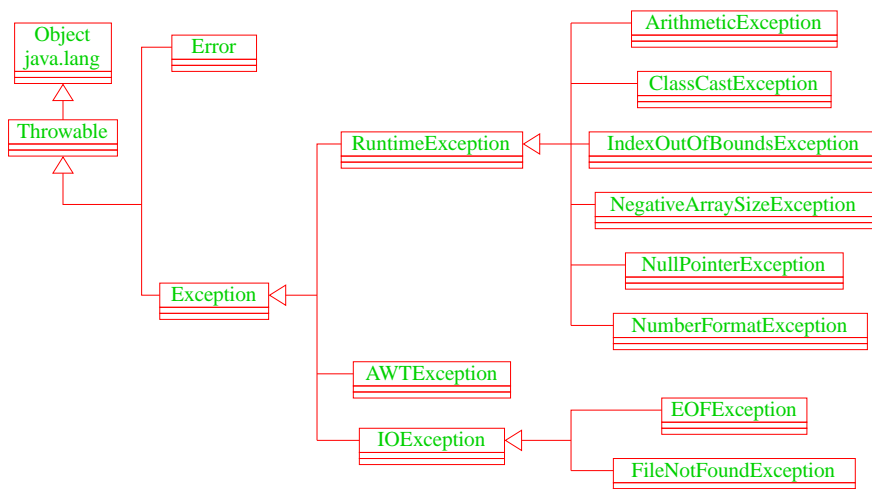 Object
java.lang
Throwable
Error
Exception
RuntimeException
AWTException
IOException
ArithmeticException
ClassCastException
IndexOutOfBoundsException
NegativeArraySizeException
NullPointerException
NumberFormatException
EOFException
FileNotFoundException